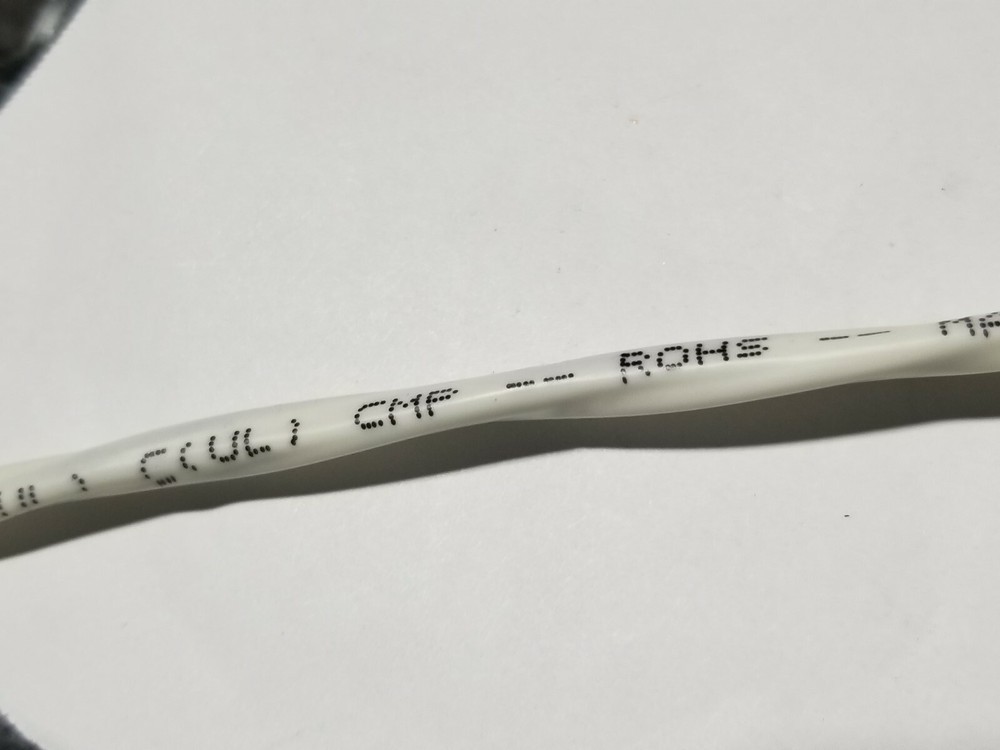 C(UL) CMP -- ROHS --